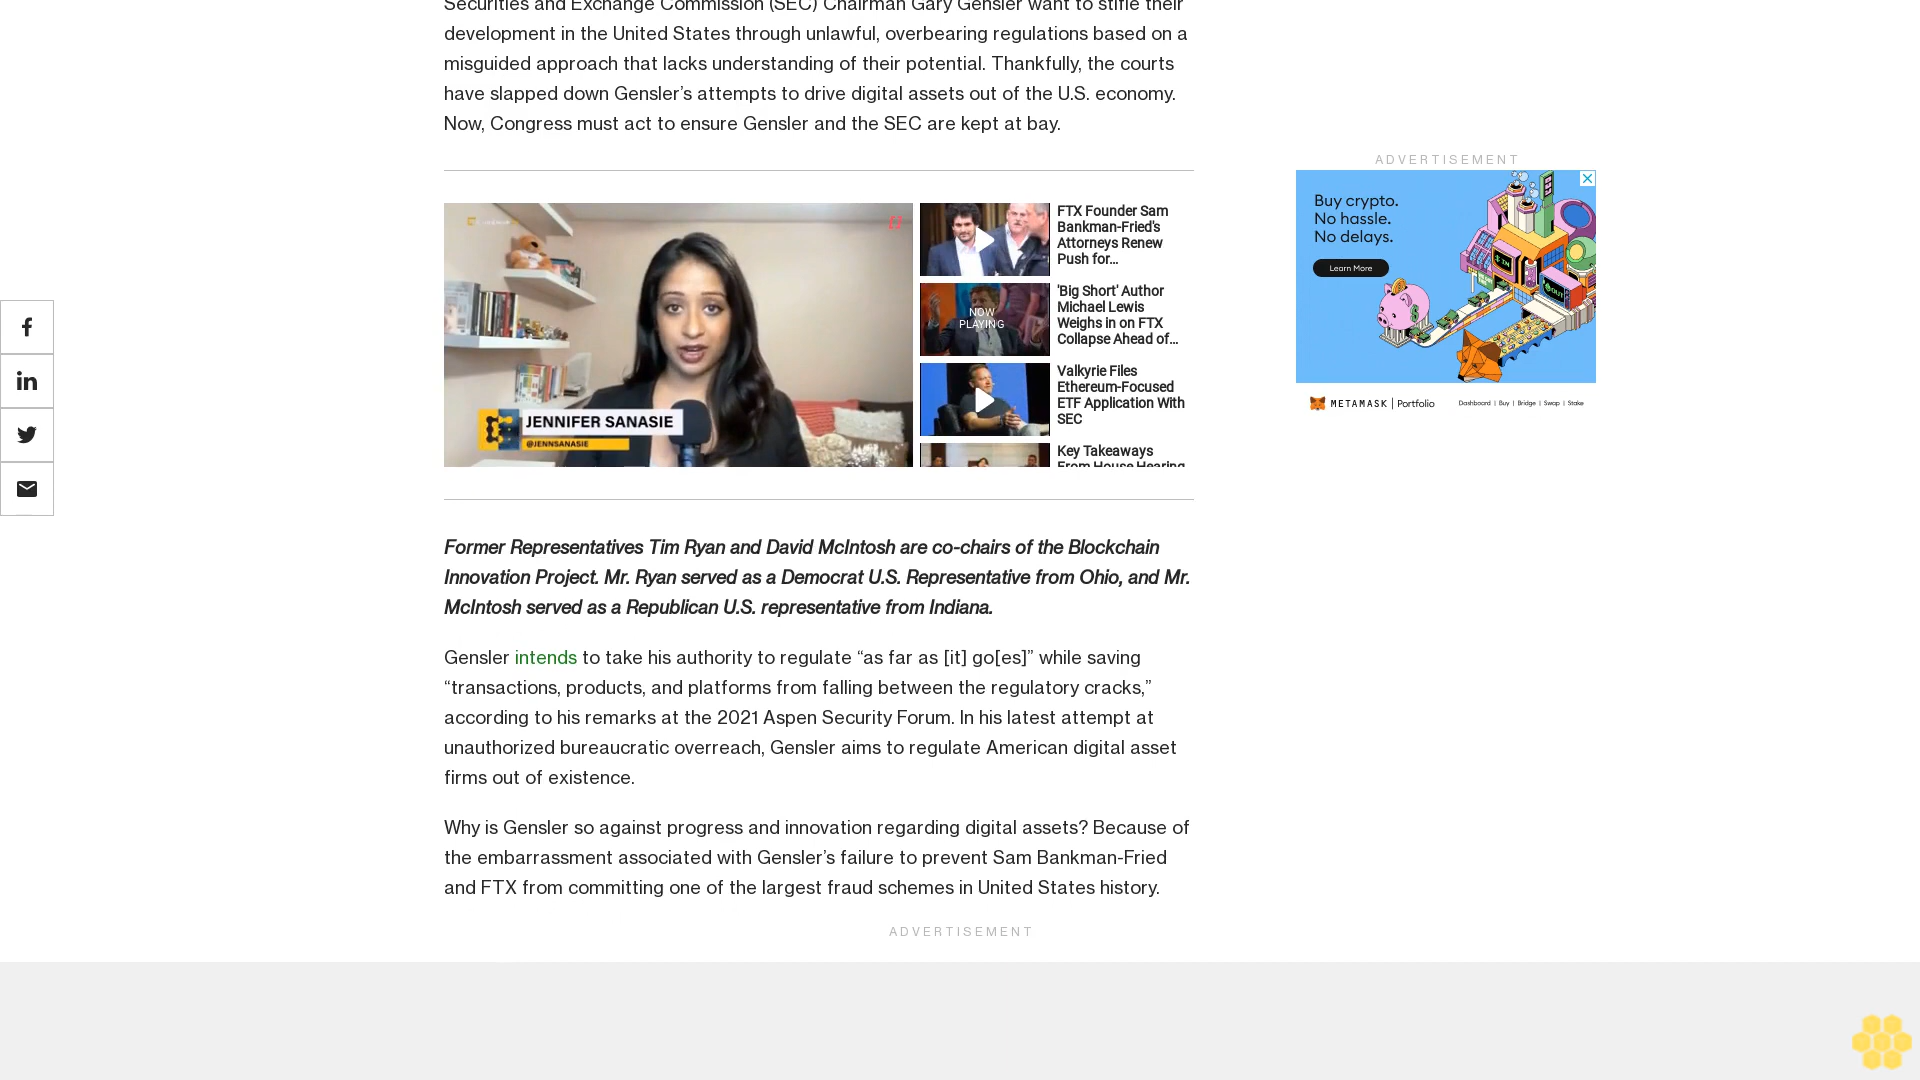 Securities and Exchange Commission (SEC) Chairman Gary Gensler want to stifle their
development in the United States through unlawful, overbearing regulations based on a
misguided approach that lacks understanding of their potential. Thankfully, the courts
have slapped down Gensler’s attempts to drive digital assets out of the U.S. economy.
Now, Congress must act to ensure Gensler and the SEC are kept at bay.
ADVERTISEMENT
Buy crypto.
No hassle.
No delays.
Learn More
IN
OUT
METAMASK | Portfolio
Dashboard | Buy | Bridge | Swap | Stake
JENNIFER SANASIE
@JENNSANASIE
FTX Founder Sam
Bankman-Fried's
Attorneys Renew
Push for...
NOW
PLAYING
'Big Short' Author
Michael Lewis
Weighs in on FTX
Collapse Ahead of...
Valkyrie Files
Ethereum-Focused
ETF Application With
SEC
Key Takeaways
From House Hearing
Former Representatives Tim Ryan and David McIntosh are co-chairs of the Blockchain
Innovation Project. Mr. Ryan served as a Democrat U.S. Representative from Ohio, and Mr.
McIntosh served as a Republican U.S. representative from Indiana.
Gensler intends to take his authority to regulate “as far as [it] go[es]” while saving
“transactions, products, and platforms from falling between the regulatory cracks,”
according to his remarks at the 2021 Aspen Security Forum. In his latest attempt at
unauthorized bureaucratic overreach, Gensler aims to regulate American digital asset
firms out of existence.
Why is Gensler so against progress and innovation regarding digital assets? Because of
the embarrassment associated with Gensler’s failure to prevent Sam Bankman-Fried
and FTX from committing one of the largest fraud schemes in United States history.
ADVERTISEMENT